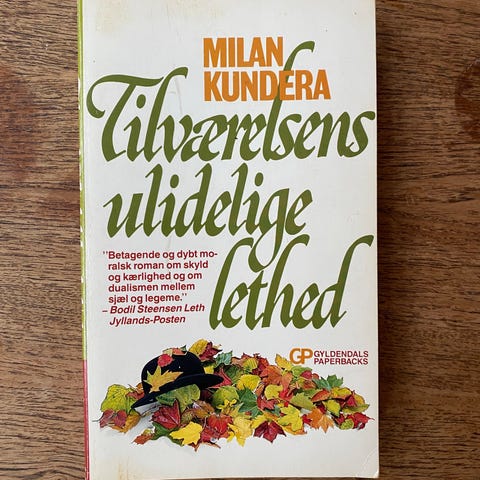 MILAN
KUNDERA
Tilværelsens
ulidelige
lethed
"Betagende og dybt mo-
ralsk roman om skyld
og kærlighed og om
dualismen mellem
sjæl og legeme."
– Bodil Steensen Leth
Jyllands-Posten
GP GYLDENDALS
PAPERBACKS